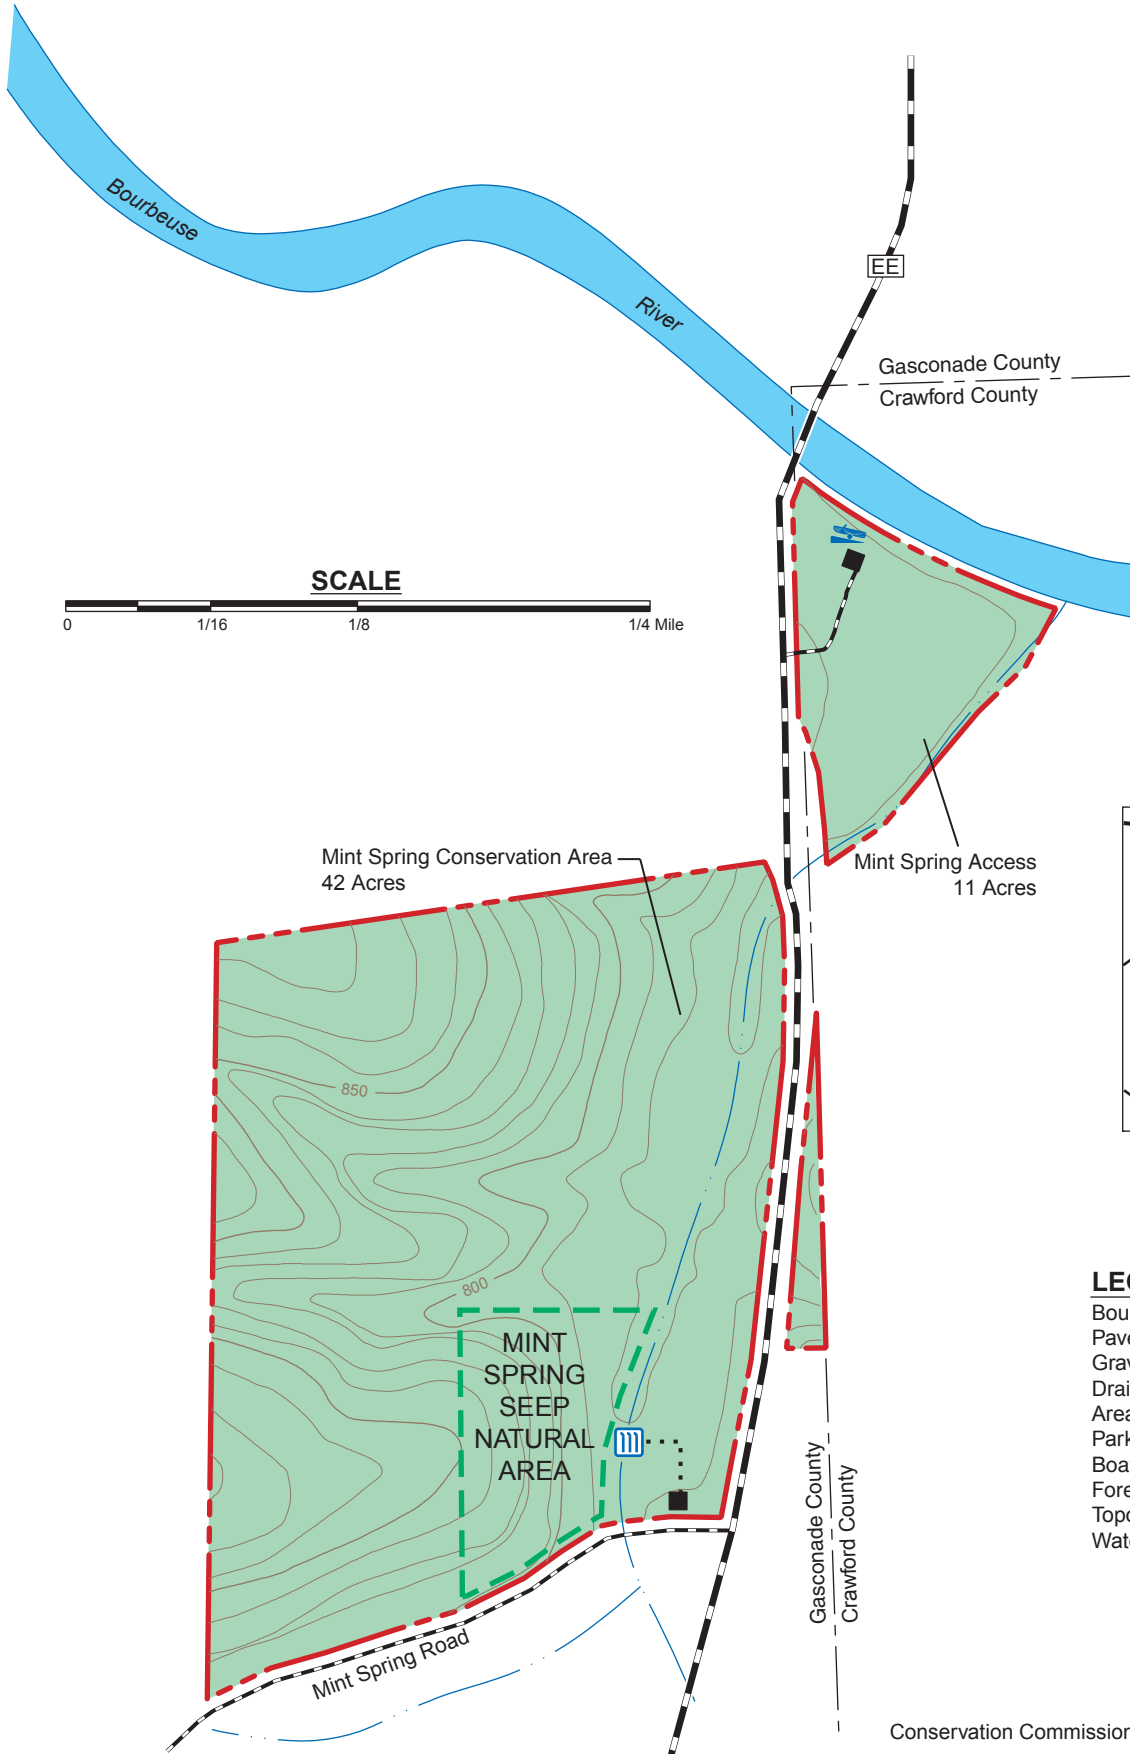 Bourbeuse
River
EE
Gasconade County
Crawford County
SCALE
0 1/16 1/8 1/4 Mile
Mint Spring Conservation Area
42 Acres
Mint Spring Access
11 Acres
850
800
MINT
SPRING
SEEP
NATURAL
AREA
Gasconade County
Crawford County
Mint Spring Road
Conservation Commission